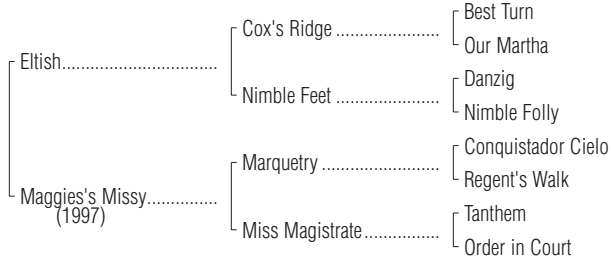 Best Turn
Cox's Ridge ......................
Our Martha
Eltish.................................
Danzig
Nimble Feet ......................
Nimble Folly
Conquistador Cielo
Marquetry .........................
Regent's Walk
Maggies's Missy...............
(1997)
Tanthem
Miss Magistrate................
Order in Court